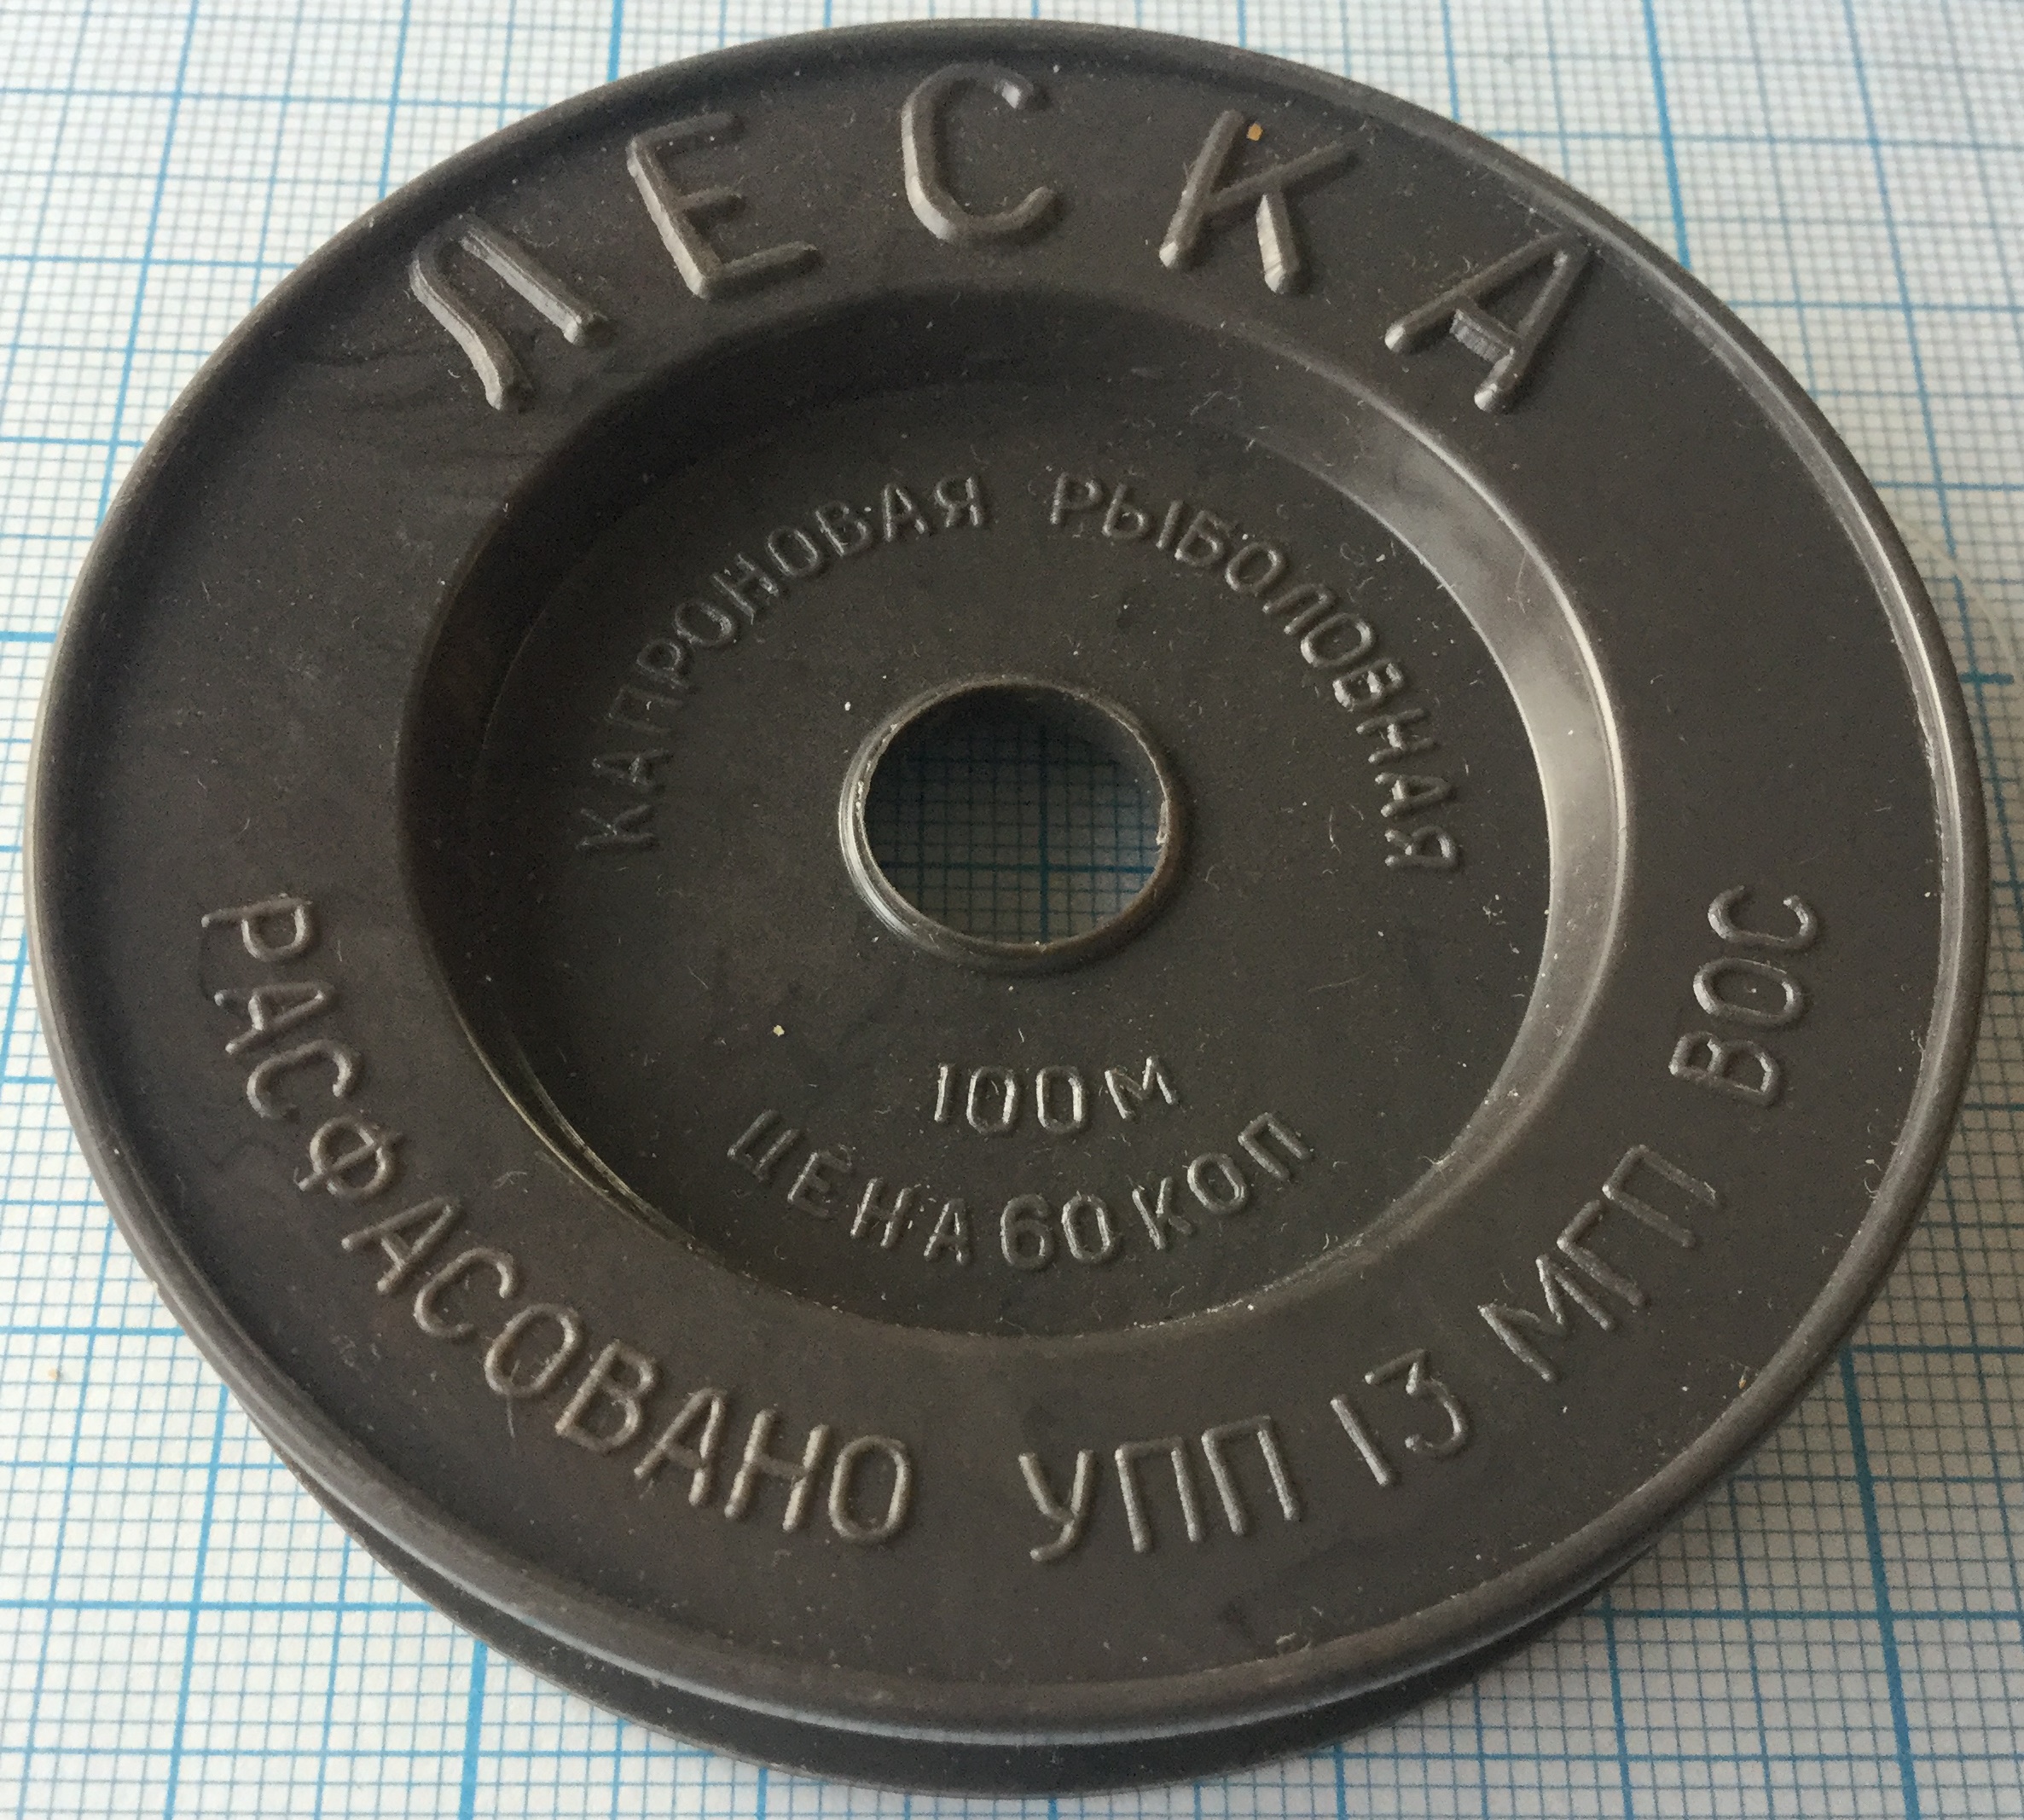 ЛЕСКА
КАПРОНОВАЯ РЫБОЛОВНАЯ
100 М
ЦЕНА 60 КОП
РАСФАСОВАНО УПП 13 МГП ВОС